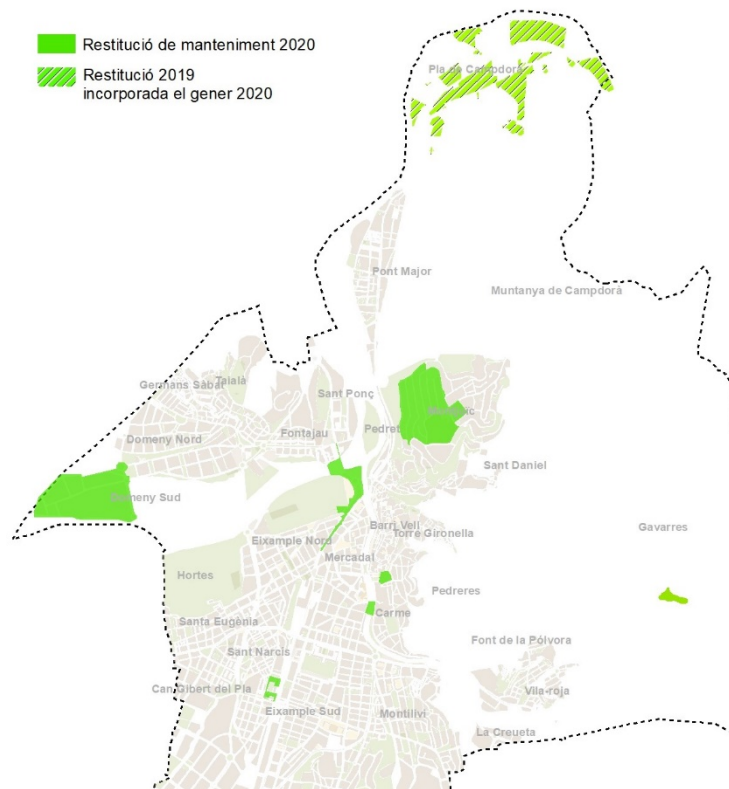 Restitució de manteniment 2020
Restitució 2019
incorporada el gener 2020
Pla de Campdorà
Pont Major
Muntanya de Campdorà
Germans Sàbat
Taialà
Sant Ponç
Domeny Nord
Fontajau
Pedret
Montjuïc
Sant Daniel
Domeny Sud
Barri Vell
Torre Gironella
Gavarres
Eixample Nord
Mercadal
Hortes
Pedreres
Carme
Santa Eugènia
Font de la Pólvora
Sant Narcís
Can Gibert del Pla
Vila-roja
Eixample Sud
Montilivi
La Creueta